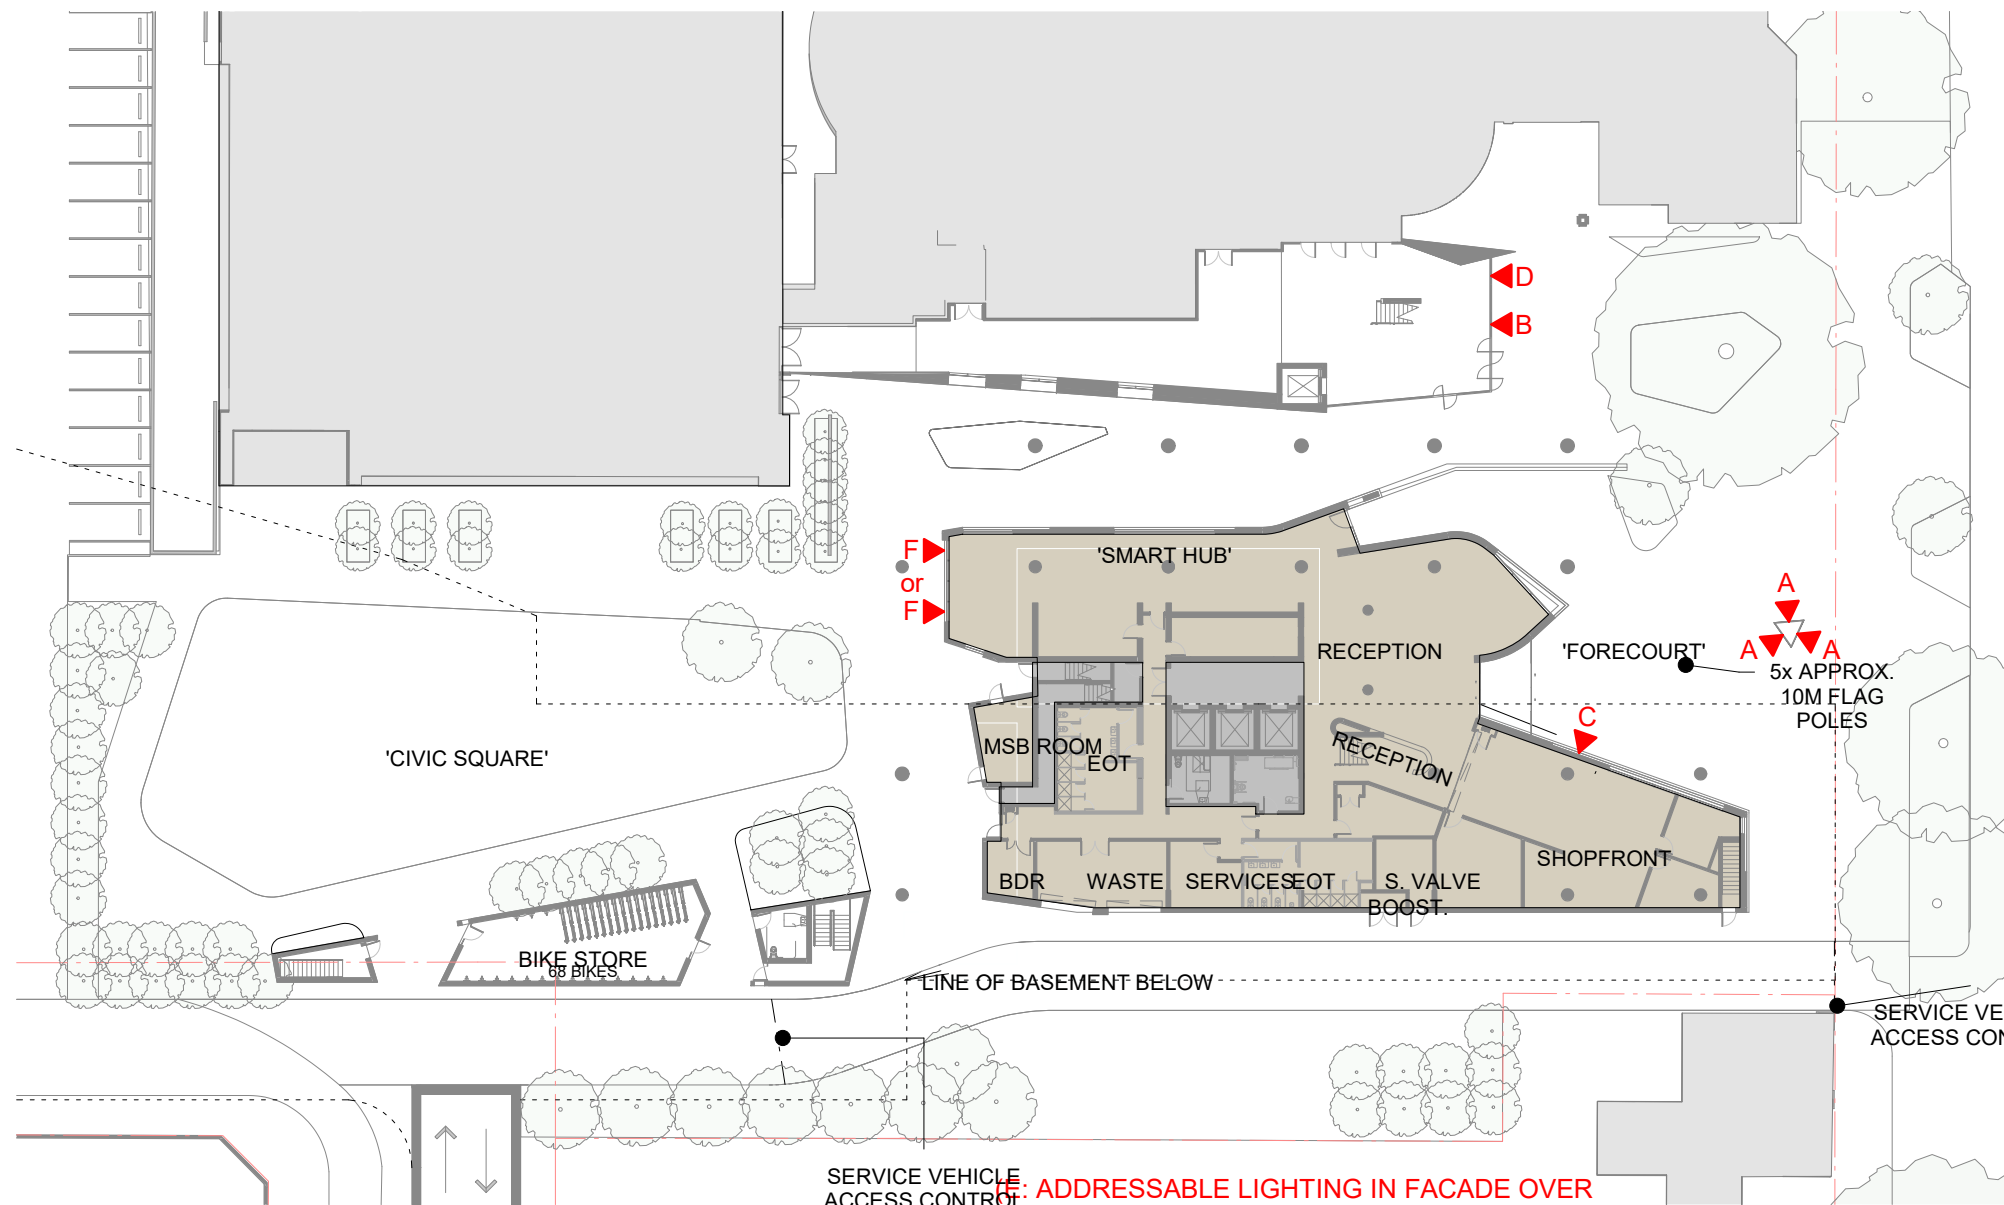 D
B
'SMART HUB'
F
or
F
A
RECEPTION
'FORECOURT'
A
A
5x APPROX.
10M FLAG
POLES
C
'CIVIC SQUARE'
MSB ROOM
EOT
RECEPTION
SHOPFRONT
BDR
WASTE
SERVICES
EOT
S. VALVE
BOOST.
BIKE STORE
68 BIKES
LINE OF BASEMENT BELOW
SERVICE VE
ACCESS CON
SERVICE VEHICLE
ACCESS CONTROL
(E: ADDRESSABLE LIGHTING IN FACADE OVER